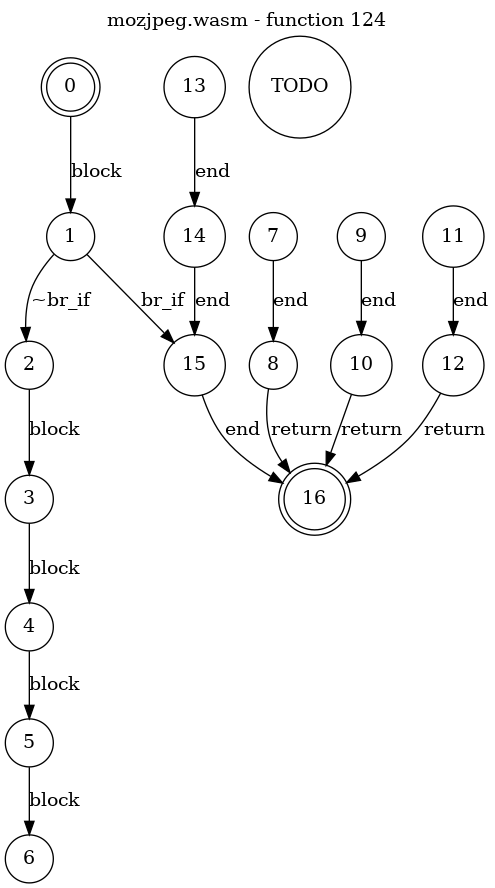 mozjpeg.wasm - function 124
0
13
TODO
block
end
1
14
7
9
11
~br_if
br_if
end
end
end
end
2
15
8
10
12
block
end
return
return
return
3
16
block
4
block
5
block
6